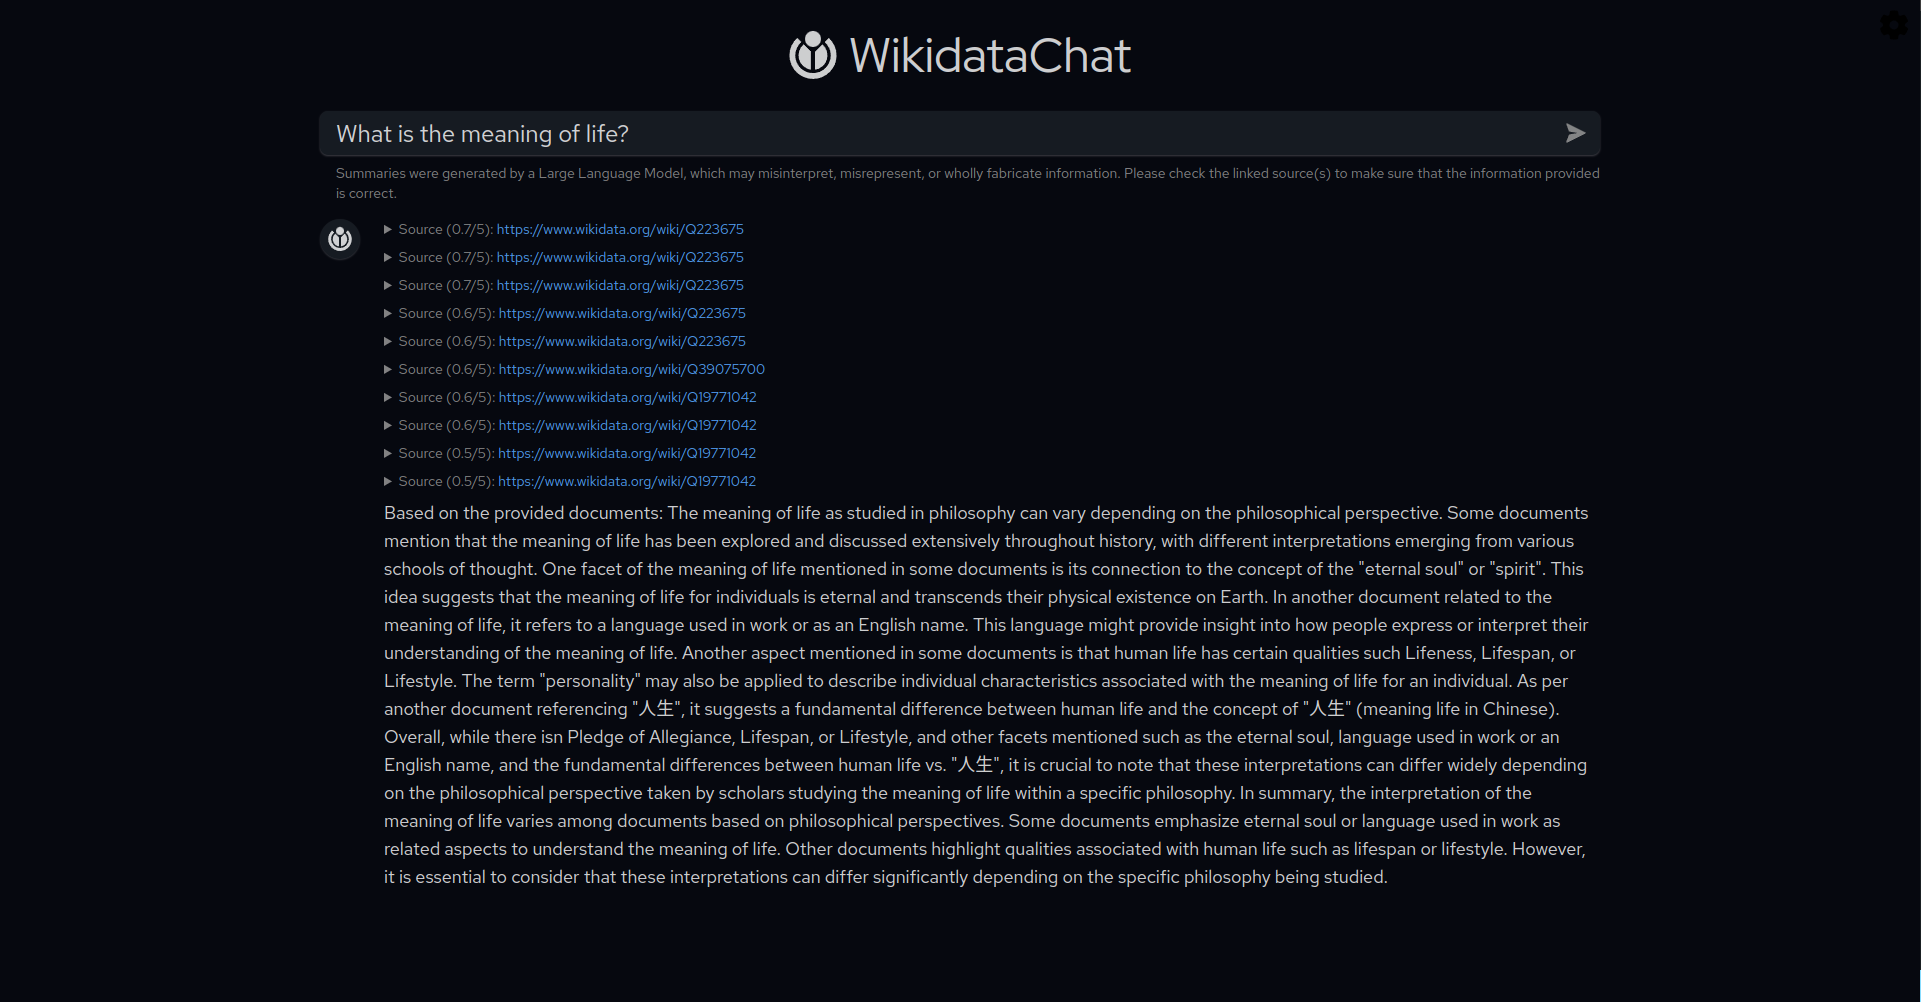 WikidataChat
What is the meaning of life?
Summaries were generated by a Large Language Model, which may misinterpret, misrepresent, or wholly fabricate information. Please check the linked source(s) to make sure that the information provided
is correct.
Source (0.7/5): https://www.wikidata.org/wiki/Q223675
Source (0.7/5): https://www.wikidata.org/wiki/Q223675
Source (0.7/5): https://www.wikidata.org/wiki/Q223675
Source (0.6/5): https://www.wikidata.org/wiki/Q223675
Source (0.6/5): https://www.wikidata.org/wiki/Q223675
Source (0.6/5): https://www.wikidata.org/wiki/Q39075700
Source (0.6/5): https://www.wikidata.org/wiki/Q19771042
Source (0.6/5): https://www.wikidata.org/wiki/Q19771042
Source (0.5/5): https://www.wikidata.org/wiki/Q19771042
Source (0.5/5): https://www.wikidata.org/wiki/Q19771042
Based on the provided documents: The meaning of life as studied in philosophy can vary depending on the philosophical perspective. Some documents
mention that the meaning of life has been explored and discussed extensively throughout history, with different interpretations emerging from various
schools of thought. One facet of the meaning of life mentioned in some documents is its connection to the concept of the "eternal soul" or "spirit". This
idea suggests that the meaning of life for individuals is eternal and transcends their physical existence on Earth. In another document related to the
meaning of life, it refers to a language used in work or as an English name. This language might provide insight into how people express or interpret their
understanding of the meaning of life. Another aspect mentioned in some documents is that human life has certain qualities such Lifeness, Lifespan, or
Lifestyle. The term "personality" may also be applied to describe individual characteristics associated with the meaning of life for an individual. As per
another document referencing "人生", it suggests a fundamental difference between human life and the concept of "人生" (meaning life in Chinese).
Overall, while there isn Pledge of Allegiance, Lifespan, or Lifestyle, and other facets mentioned such as the eternal soul, language used in work or an
English name, and the fundamental differences between human life vs. "人生", it is crucial to note that these interpretations can differ widely depending
on the philosophical perspective taken by scholars studying the meaning of life within a specific philosophy. In summary, the interpretation of the
meaning of life varies among documents based on philosophical perspectives. Some documents emphasize eternal soul or language used in work as
related aspects to understand the meaning of life. Other documents highlight qualities associated with human life such as lifespan or lifestyle. However,
it is essential to consider that these interpretations can differ significantly depending on the specific philosophy being studied.